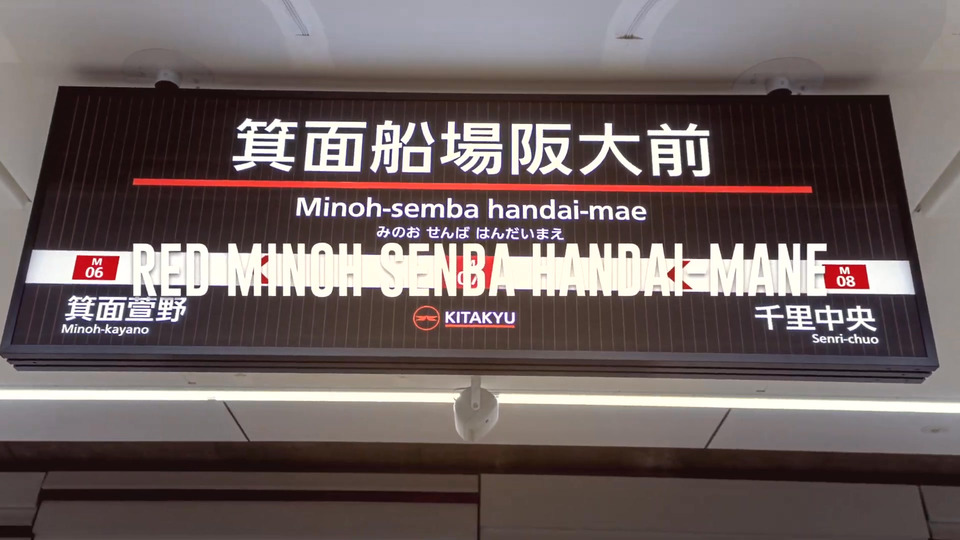 箕面船場阪大前
Minoh-semba handai-mae
みのお せんば はんだいまえ
RED MINOH SENBA HANDAI-MANE
M
06
M
08
箕面萱野
Minoh-kayano
KITAKYU
千里中央
Senri-chuo